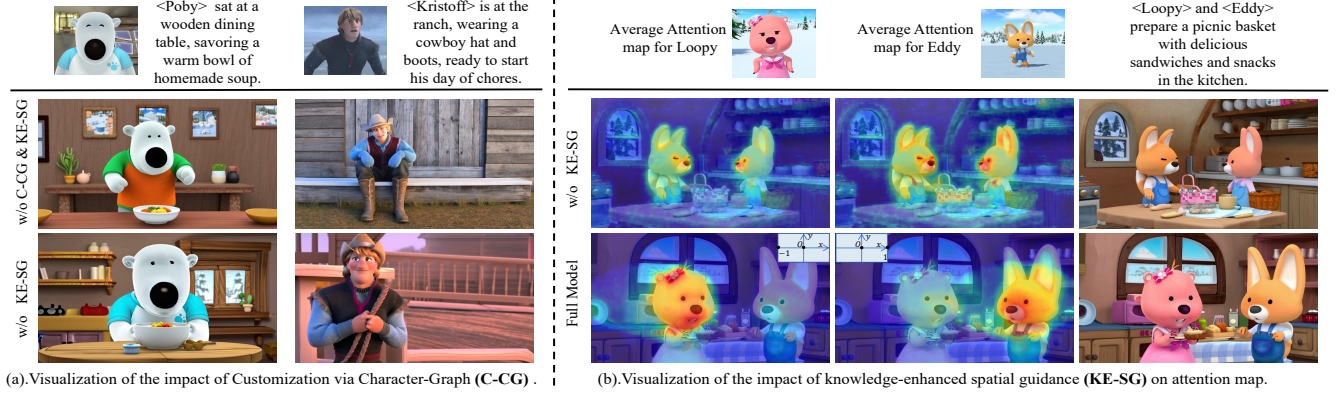 <Poby> sat at a
wooden dining
table, savoring a
warm bowl of
homemade soup.
<Kristoff> is at the
ranch, wearing a
cowboy hat and
boots, ready to start
his day of chores.
w/o C-CG & KE-SG
w/o KE-SG
(a).Visualization of the impact of Customization via Character-Graph (C-CG) .
Average Attention
map for Loopy
Average Attention
map for Eddy
<Loopy> and <Eddy>
prepare a picnic basket
with delicious
sandwiches and snacks
in the kitchen.
w/o KE-SG
Full Model
y
−1 0 x
y
0 1 x
(b).Visualization of the impact of knowledge-enhanced spatial guidance (KE-SG) on attention map.